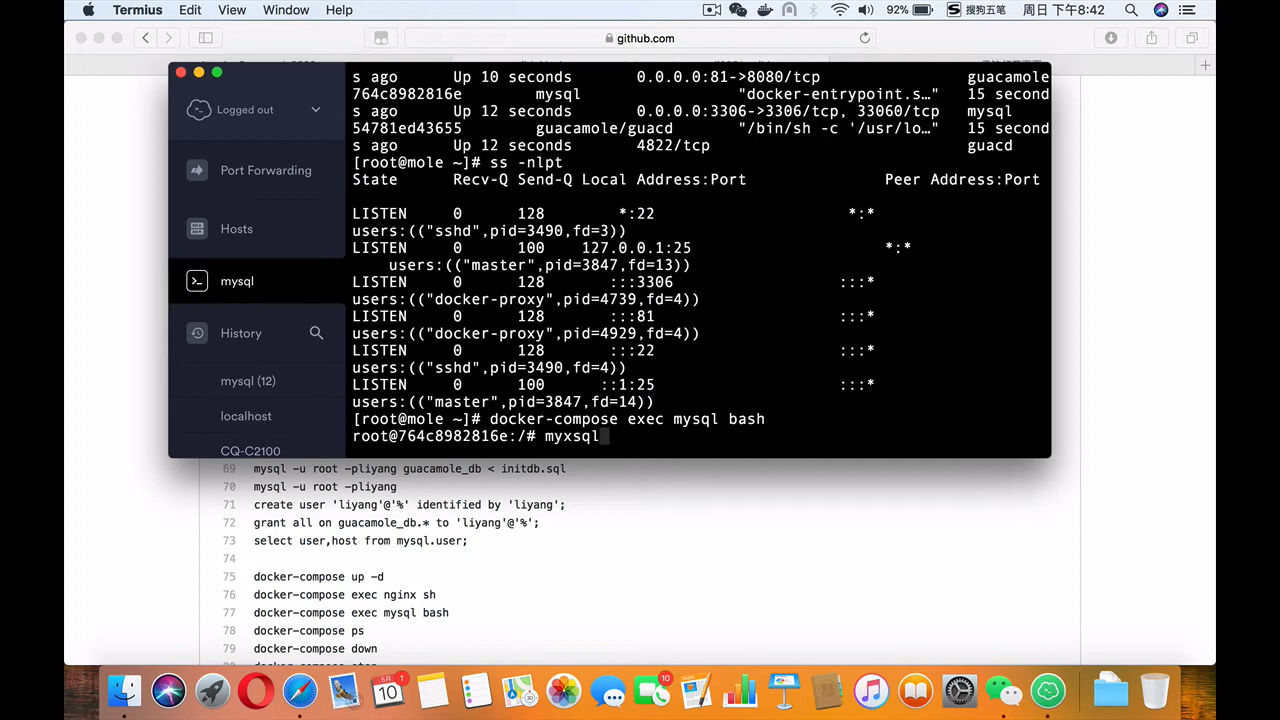 Termius Edit View Window Help 92% 搜狗五笔 周日 下午8:42
github.com
Logged out
Port Forwarding
Hosts
mysql
History
mysql (12)
localhost
CQ-C2100
s ago Up 10 seconds 0.0.0.0:81->8080/tcp guacamole
764c8982816e mysql "docker-entrypoint.s…" 15 second
s ago Up 12 seconds 0.0.0.0:3306->3306/tcp, 33060/tcp mysql
54781ed43655 guacamole/guacd "/bin/sh -c '/usr/lo…" 15 second
s ago Up 12 seconds 4822/tcp guacd
[root@mole ~]# ss -nlpt
State Recv-Q Send-Q Local Address:Port Peer Address:Port
LISTEN 0 128 *:22 *:*
users:(("sshd",pid=3490,fd=3))
LISTEN 0 100 127.0.0.1:25 *:*
users:(("master",pid=3847,fd=13))
LISTEN 0 128 :::3306 :::*
users:(("docker-proxy",pid=4739,fd=4))
LISTEN 0 128 :::81 :::*
users:(("docker-proxy",pid=4929,fd=4))
LISTEN 0 128 :::22 :::*
users:(("sshd",pid=3490,fd=4))
LISTEN 0 100 ::1:25 :::*
users:(("master",pid=3847,fd=14))
[root@mole ~]# docker-compose exec mysql bash
root@764c8982816e:/# myxsql
69 mysql -u root -pliyang guacamole_db < initdb.sql
70 mysql -u root -pliyang
71 create user 'liyang'@'%' identified by 'liyang';
72 grant all on guacamole_db.* to 'liyang'@'%';
73 select user,host from mysql.user;
74
75 docker-compose up -d
76 docker-compose exec nginx sh
77 docker-compose exec mysql bash
78 docker-compose ps
79 docker-compose down
6月
10
1
10